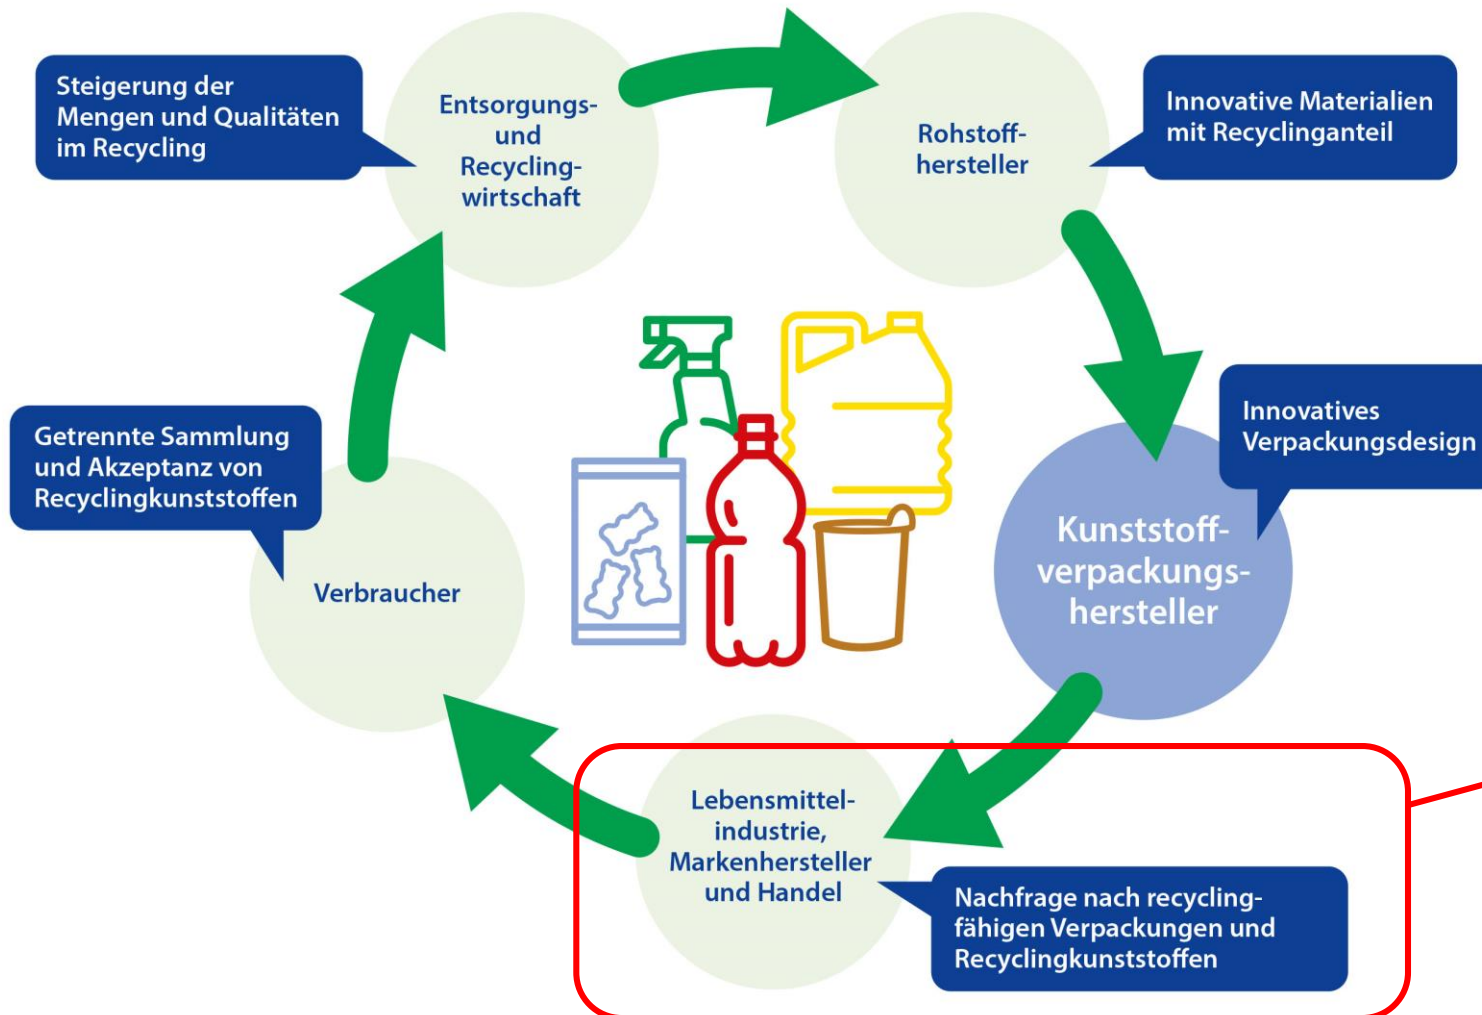 Steigerung der
Mengen und Qualitäten
im Recycling
Entsorgungs-
und
Recycling-
wirtschaft
Rohstoff-
hersteller
Innovative Materialien
mit Recyclinganteil
Getrennte Sammlung
und Akzeptanz von
Recyclingkunststoffen
Innovatives
Verpackungsdesign
Kunststoff-
verpackungs-
hersteller
Verbraucher
Lebensmittel-
industrie,
Markenhersteller
und Handel
Nachfrage nach recycling-
fähigen Verpackungen und
Recyclingkunststoffen